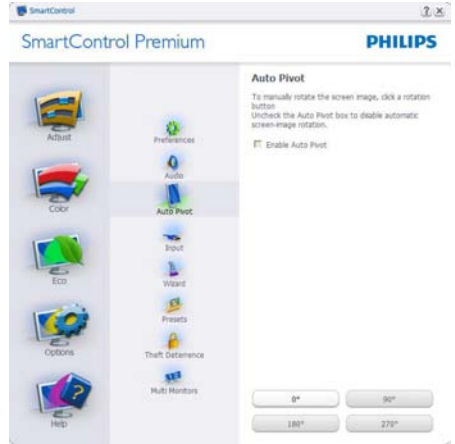 SmartControl
SmartControl Premium
PHILIPS
Adjust
Color
Eco
Options
Help
Preferences
Audio
Auto Pivot
Input
Wizard
Presets
Theft Deterrence
Multi Monitors
Auto Pivot
To manually rotate the screen image, click a rotation
button
Uncheck the Auto Pivot box to disable automatic
screen-image rotation.
Enable Auto Pivot
0°
90°
180°
270°